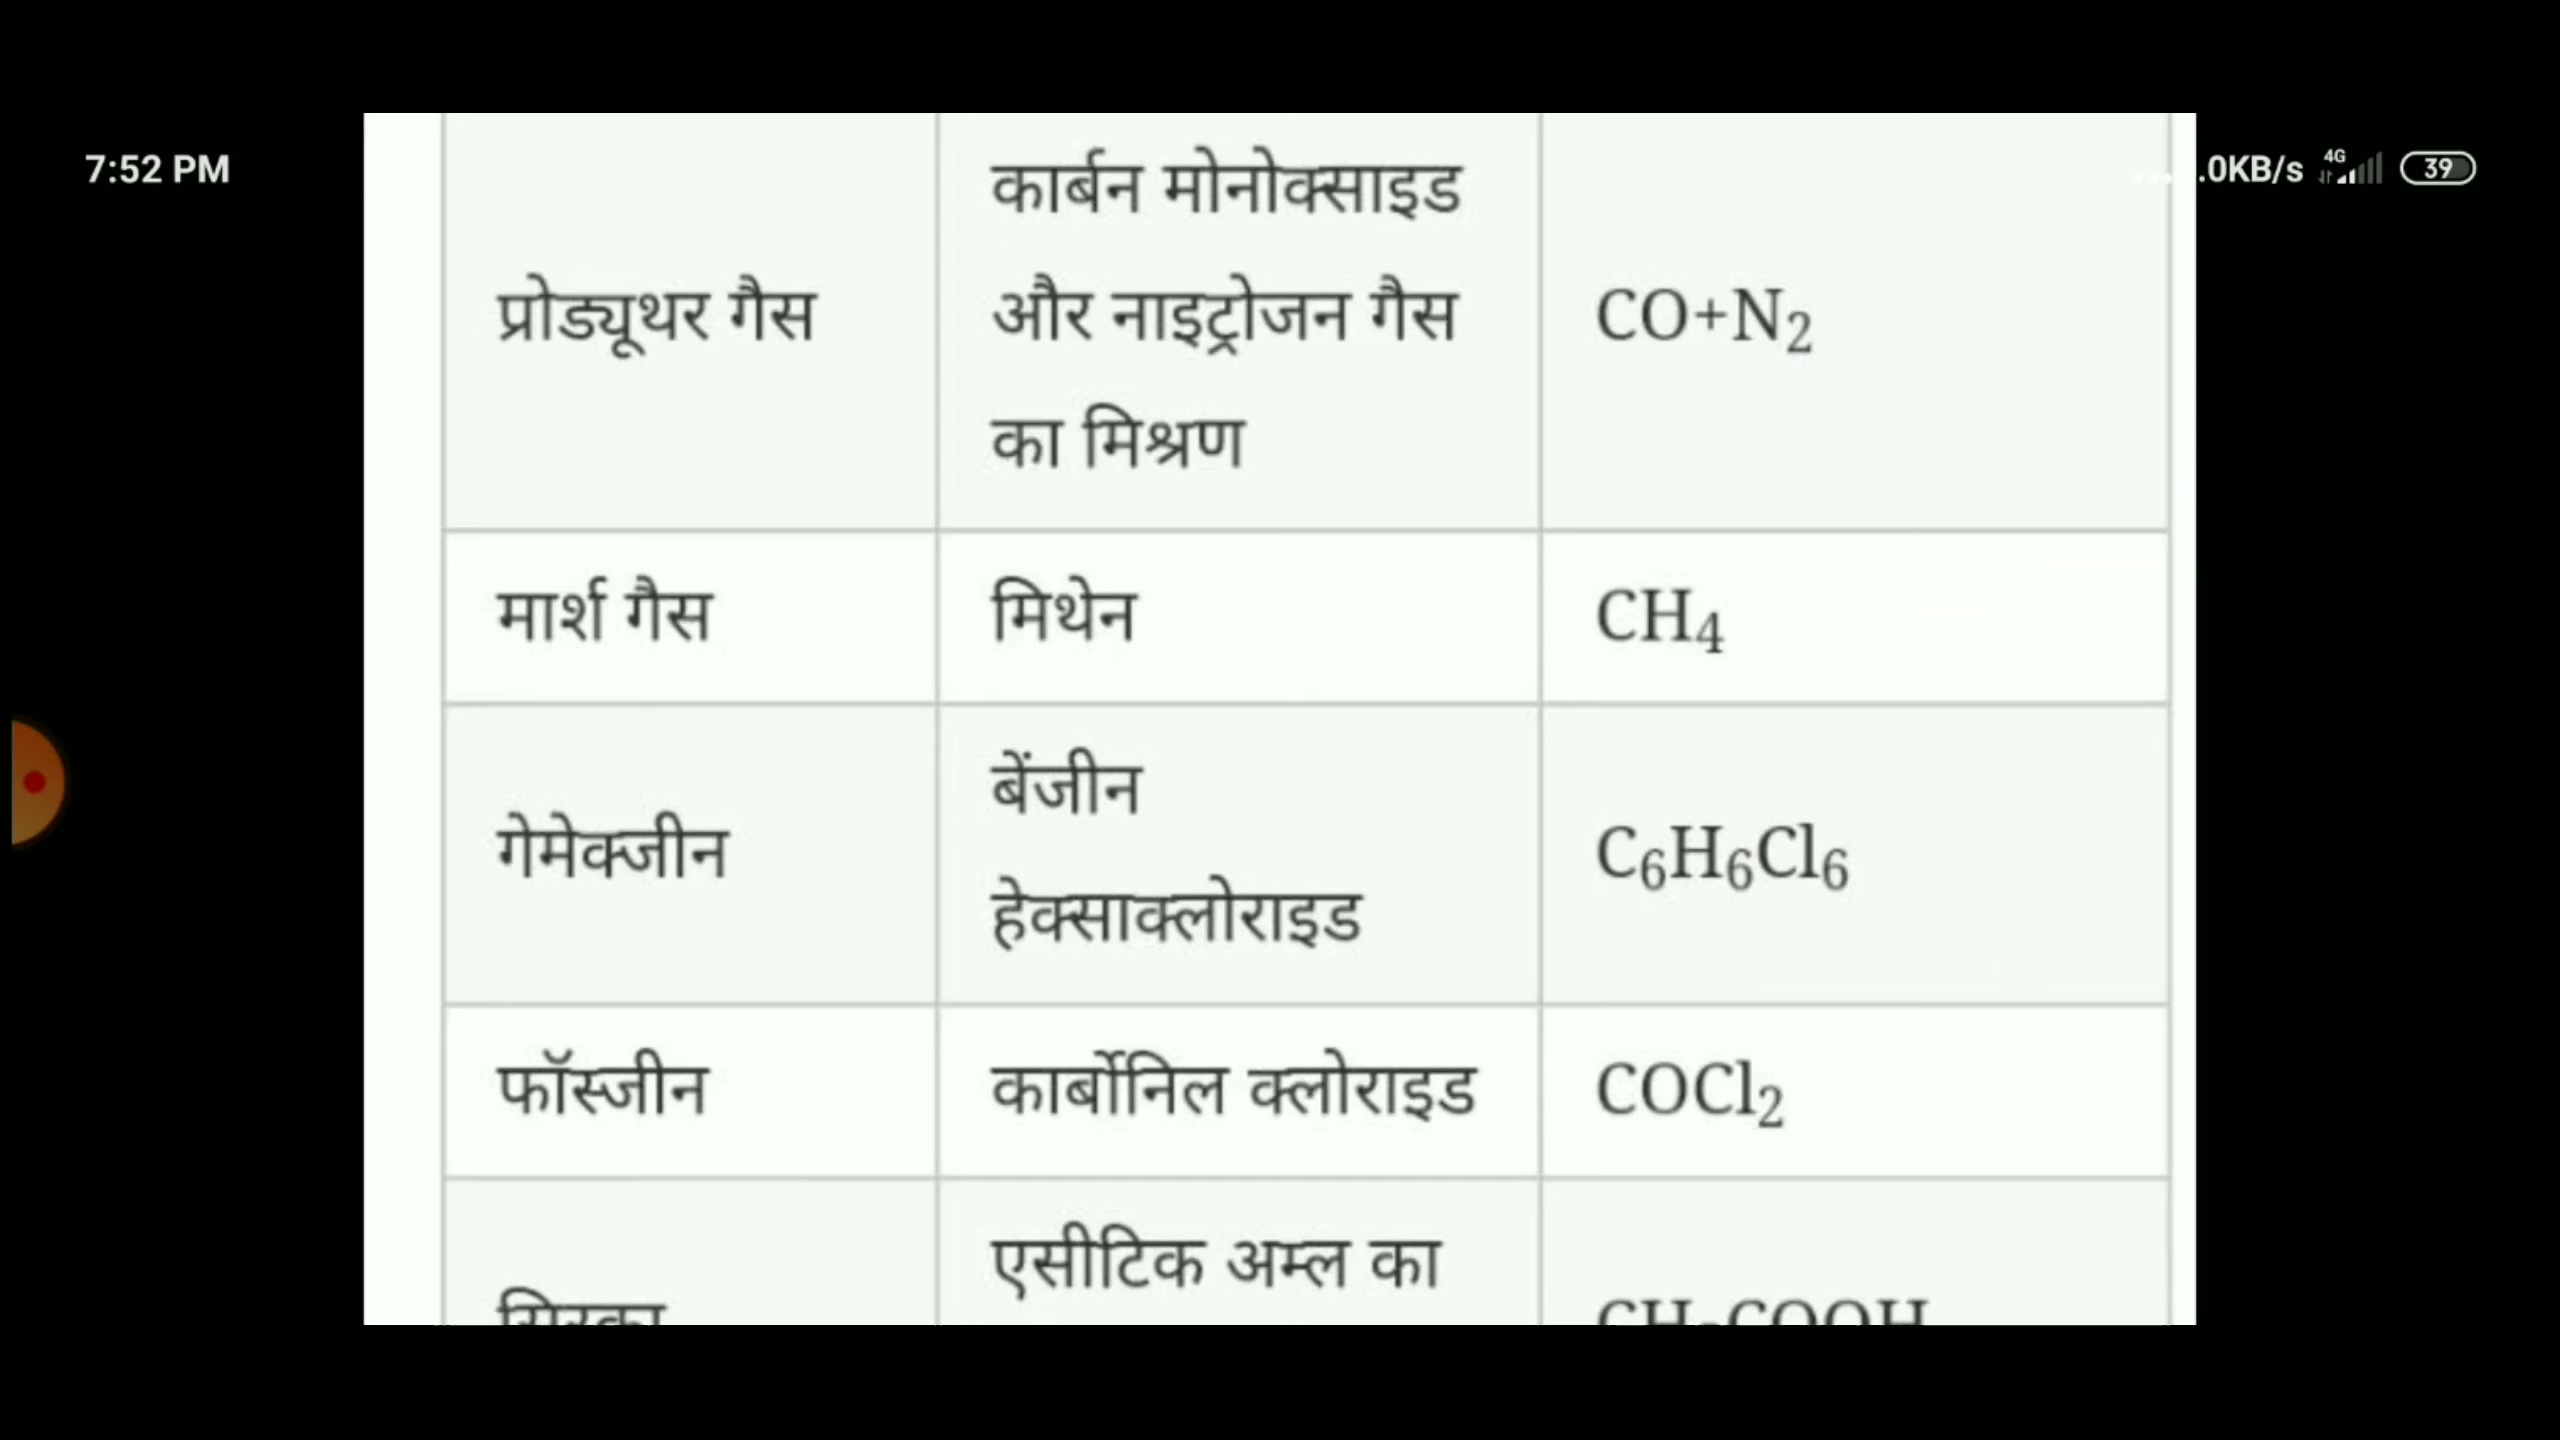 7:52 PM
.0KB/s 4G 39
कार्बन मोनोक्साइड
प्रोड्यूथर गैस और नाइट्रोजन गैस CO+N₂
का मिश्रण
मार्श गैस मिथेन CH₄
बेंजीन
गेमेक्जीन C₆H₆Cl₆
हेक्साक्लोराइड
फॉस्जीन कार्बोनिल क्लोराइड COCl₂
एसीटिक अम्ल का